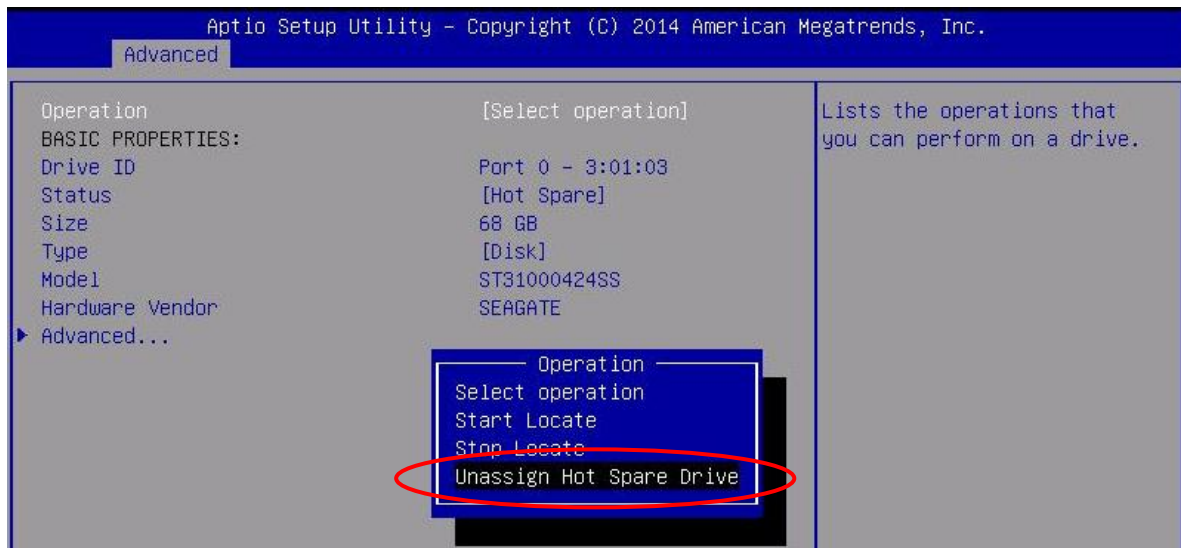 Aptio Setup Utility – Copyright (C) 2014 American Megatrends, Inc.
Advanced
Operation [Select operation]
BASIC PROPERTIES:
Drive ID Port 0 – 3:01:03
Status [Hot Spare]
Size 68 GB
Type [Disk]
Model ST31000424SS
Hardware Vendor SEAGATE
Advanced...
Lists the operations that
you can perform on a drive.
Operation
Select operation
Start Locate
Stop Locate
Unassign Hot Spare Drive